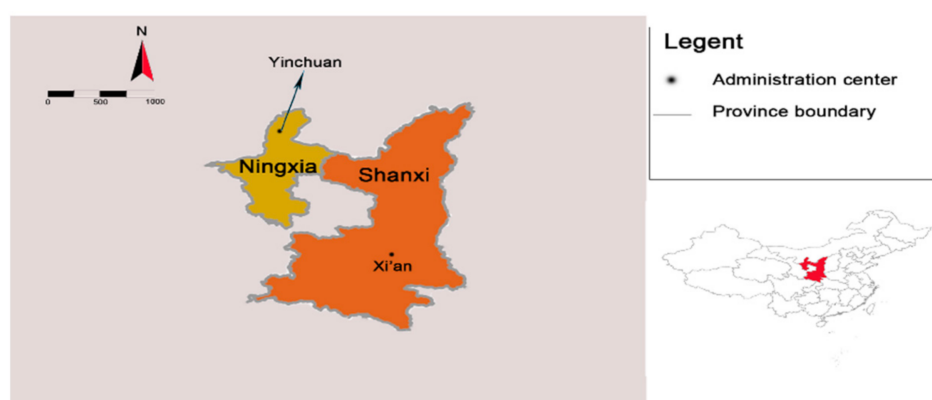 N
0 500 1000
Yinchuan
Ningxia
Shanxi
Xi'an
Legent
Administration center
Province boundary